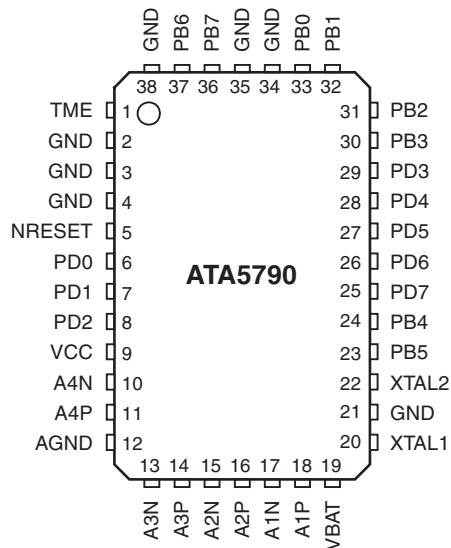 GND PB6 PB7 GND GND PB0 PB1
38 37 36 35 34 33 32
TME 1 31 PB2
GND 2 30 PB3
GND 3 29 PD3
GND 4 28 PD4
NRESET 5 27 PD5
PD0 6 26 PD6
ATA5790
PD1 7 25 PD7
PD2 8 24 PB4
VCC 9 23 PB5
A4N 10 22 XTAL2
A4P 11 21 GND
AGND 12 20 XTAL1
13 14 15 16 17 18 19
A3N A3P A2N A2P A1N A1P VBAT